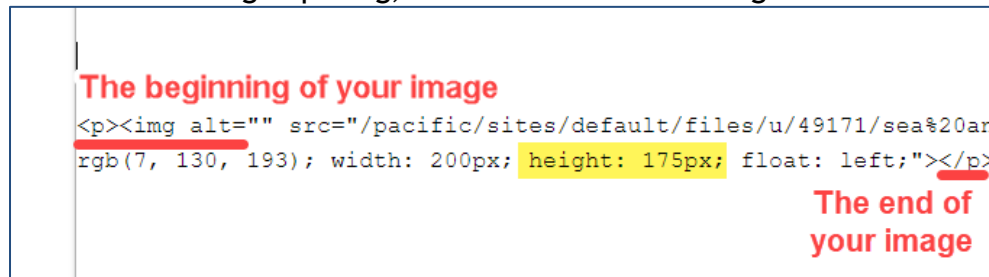 The beginning of your image
<p><img alt="" src="/pacific/sites/default/files/u/49171/sea%20an
rgb(7, 130, 193); width: 200px; height: 175px; float: left;"></p>
The end of
your image